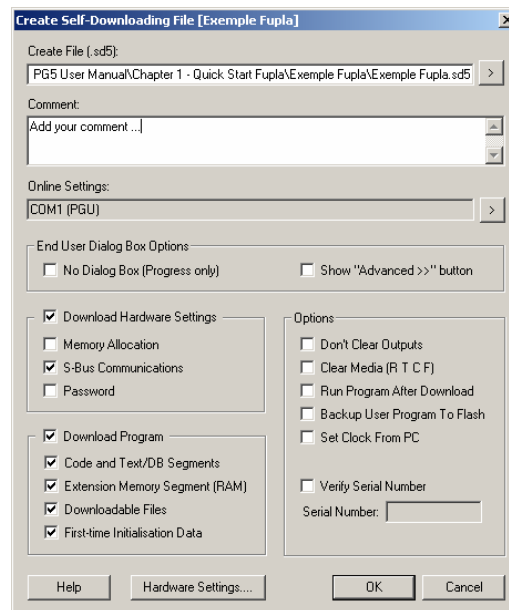 Create Self-Downloading File [Exemple Fupla]
Create File (.sd5):
PG5 User Manual\Chapter 1 - Quick Start Fupla\Exemple Fupla\Exemple Fupla.sd5
>
Comment:
Add your comment ...
Online Settings:
COM1 (PGU)
>
End User Dialog Box Options
No Dialog Box (Progress only)
Show "Advanced >>" button
Download Hardware Settings
Memory Allocation
S-Bus Communications
Password
Download Program
Code and Text/DB Segments
Extension Memory Segment (RAM)
Downloadable Files
First-time Initialisation Data
Options
Don't Clear Outputs
Clear Media (R T C F)
Run Program After Download
Backup User Program To Flash
Set Clock From PC
Verify Serial Number
Serial Number:
Help
Hardware Settings....
OK
Cancel